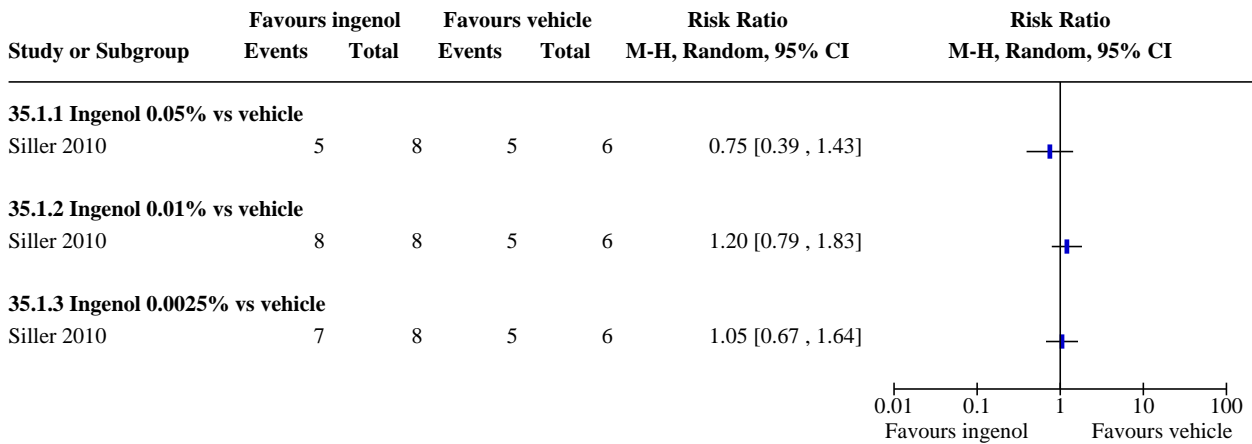 Favours ingenol Favours vehicle Risk Ratio Risk Ratio
Study or Subgroup Events Total Events Total M-H, Random, 95% CI M-H, Random, 95% CI
35.1.1 Ingenol 0.05% vs vehicle
Siller 2010 5 8 5 6 0.75 [0.39 , 1.43]
35.1.2 Ingenol 0.01% vs vehicle
Siller 2010 8 8 5 6 1.20 [0.79 , 1.83]
35.1.3 Ingenol 0.0025% vs vehicle
Siller 2010 7 8 5 6 1.05 [0.67 , 1.64]
0.01 0.1 1 10 100
Favours ingenol Favours vehicle